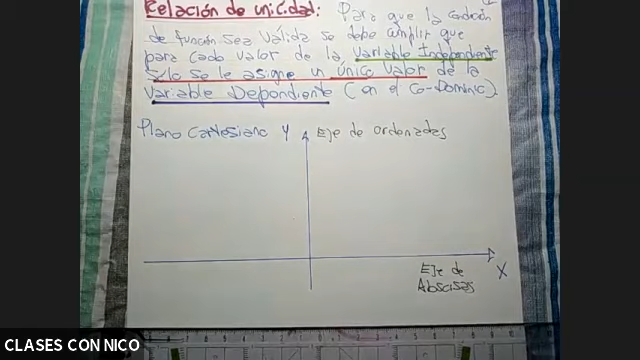 Relación de unicidad: Para que la condición
de función sea válida se debe cumplir que
para cada valor de la Variable Independiente
Sólo se le asigne un único valor de la
Variable Dependiente (en el Co-Dominio).
Plano Cartesiano Y Eje de ordenadas
Eje de X
Abscisas
CLASES CON NICO